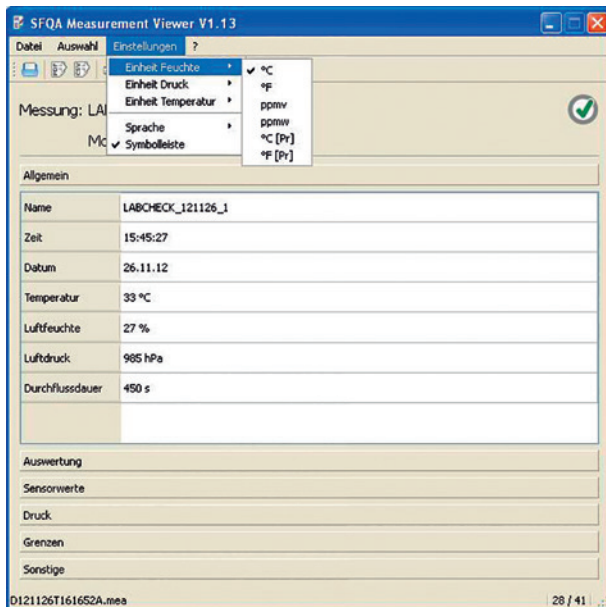 SFQA Measurement Viewer V1.13
Datei Auswahl Einstellungen ?
Einheit Feuchte
Einheit Druck
Einheit Temperatur
Sprache
Symbolleiste
°C
°F
ppmv
ppmw
°C [Pr]
°F [Pr]
Messung: LA
Mo
Allgemein
Name LABCHECK_121126_1
Zeit 15:45:27
Datum 26.11.12
Temperatur 33 °C
Luftfeuchte 27 %
Luftdruck 985 hPa
Durchflussdauer 450 s
Auswertung
Sensorwerte
Druck
Grenzen
Sonstige
D121126T161652A.mea 28 / 41